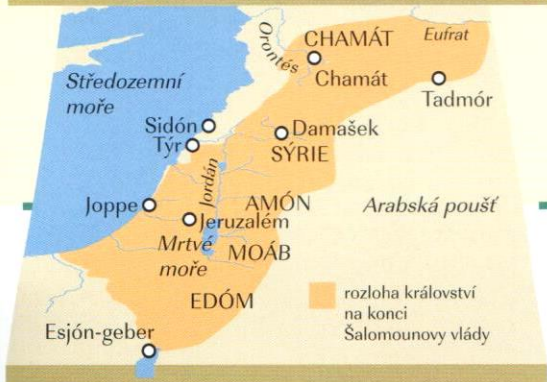 Orontés
CHAMÁT
Eufrat
Chamát
Středozemní
moře
Tadmór
Sidón
Týr
Damašek
SÝRIE
Jordán
Joppe
AMÓN
Arabská poušť
Jeruzalém
Mrtvé
moře
MOÁB
EDÓM
rozloha království
na konci
Šalomounovy vlády
Esjón-geber